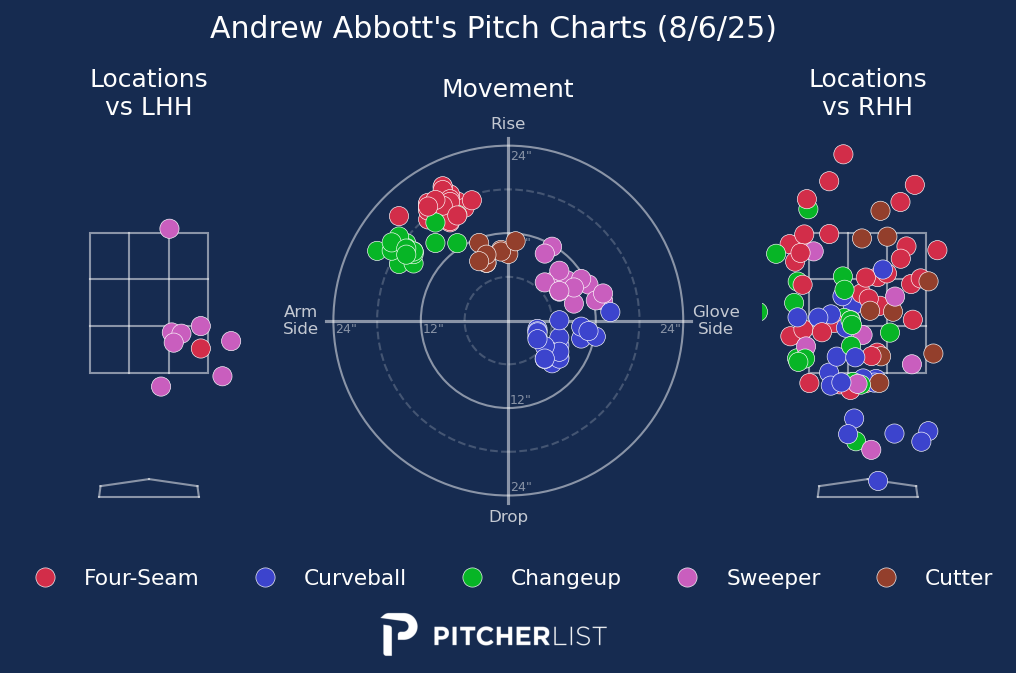 Andrew Abbott's Pitch Charts (8/6/25)
Locations
vs LHH
Movement
Locations
vs RHH
Rise
24"
"
Arm
Side
24"
12"
24"
Glove
Side
12"
24"
Drop
Four-Seam
Curveball
Changeup
Sweeper
Cutter
PITCHERLIST